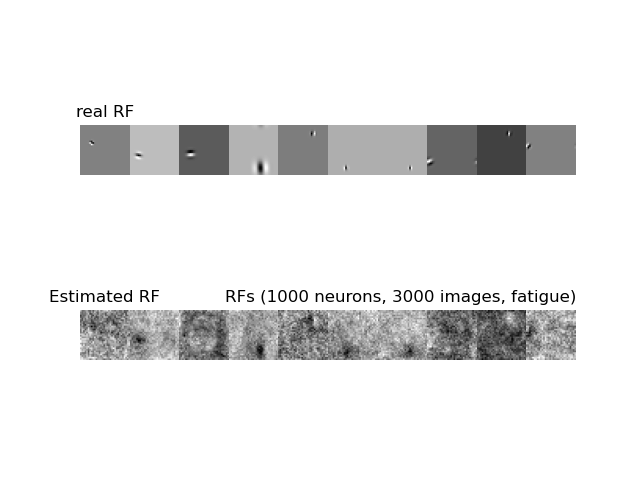 real RF
Estimated RF
RFs (1000 neurons, 3000 images, fatigue)